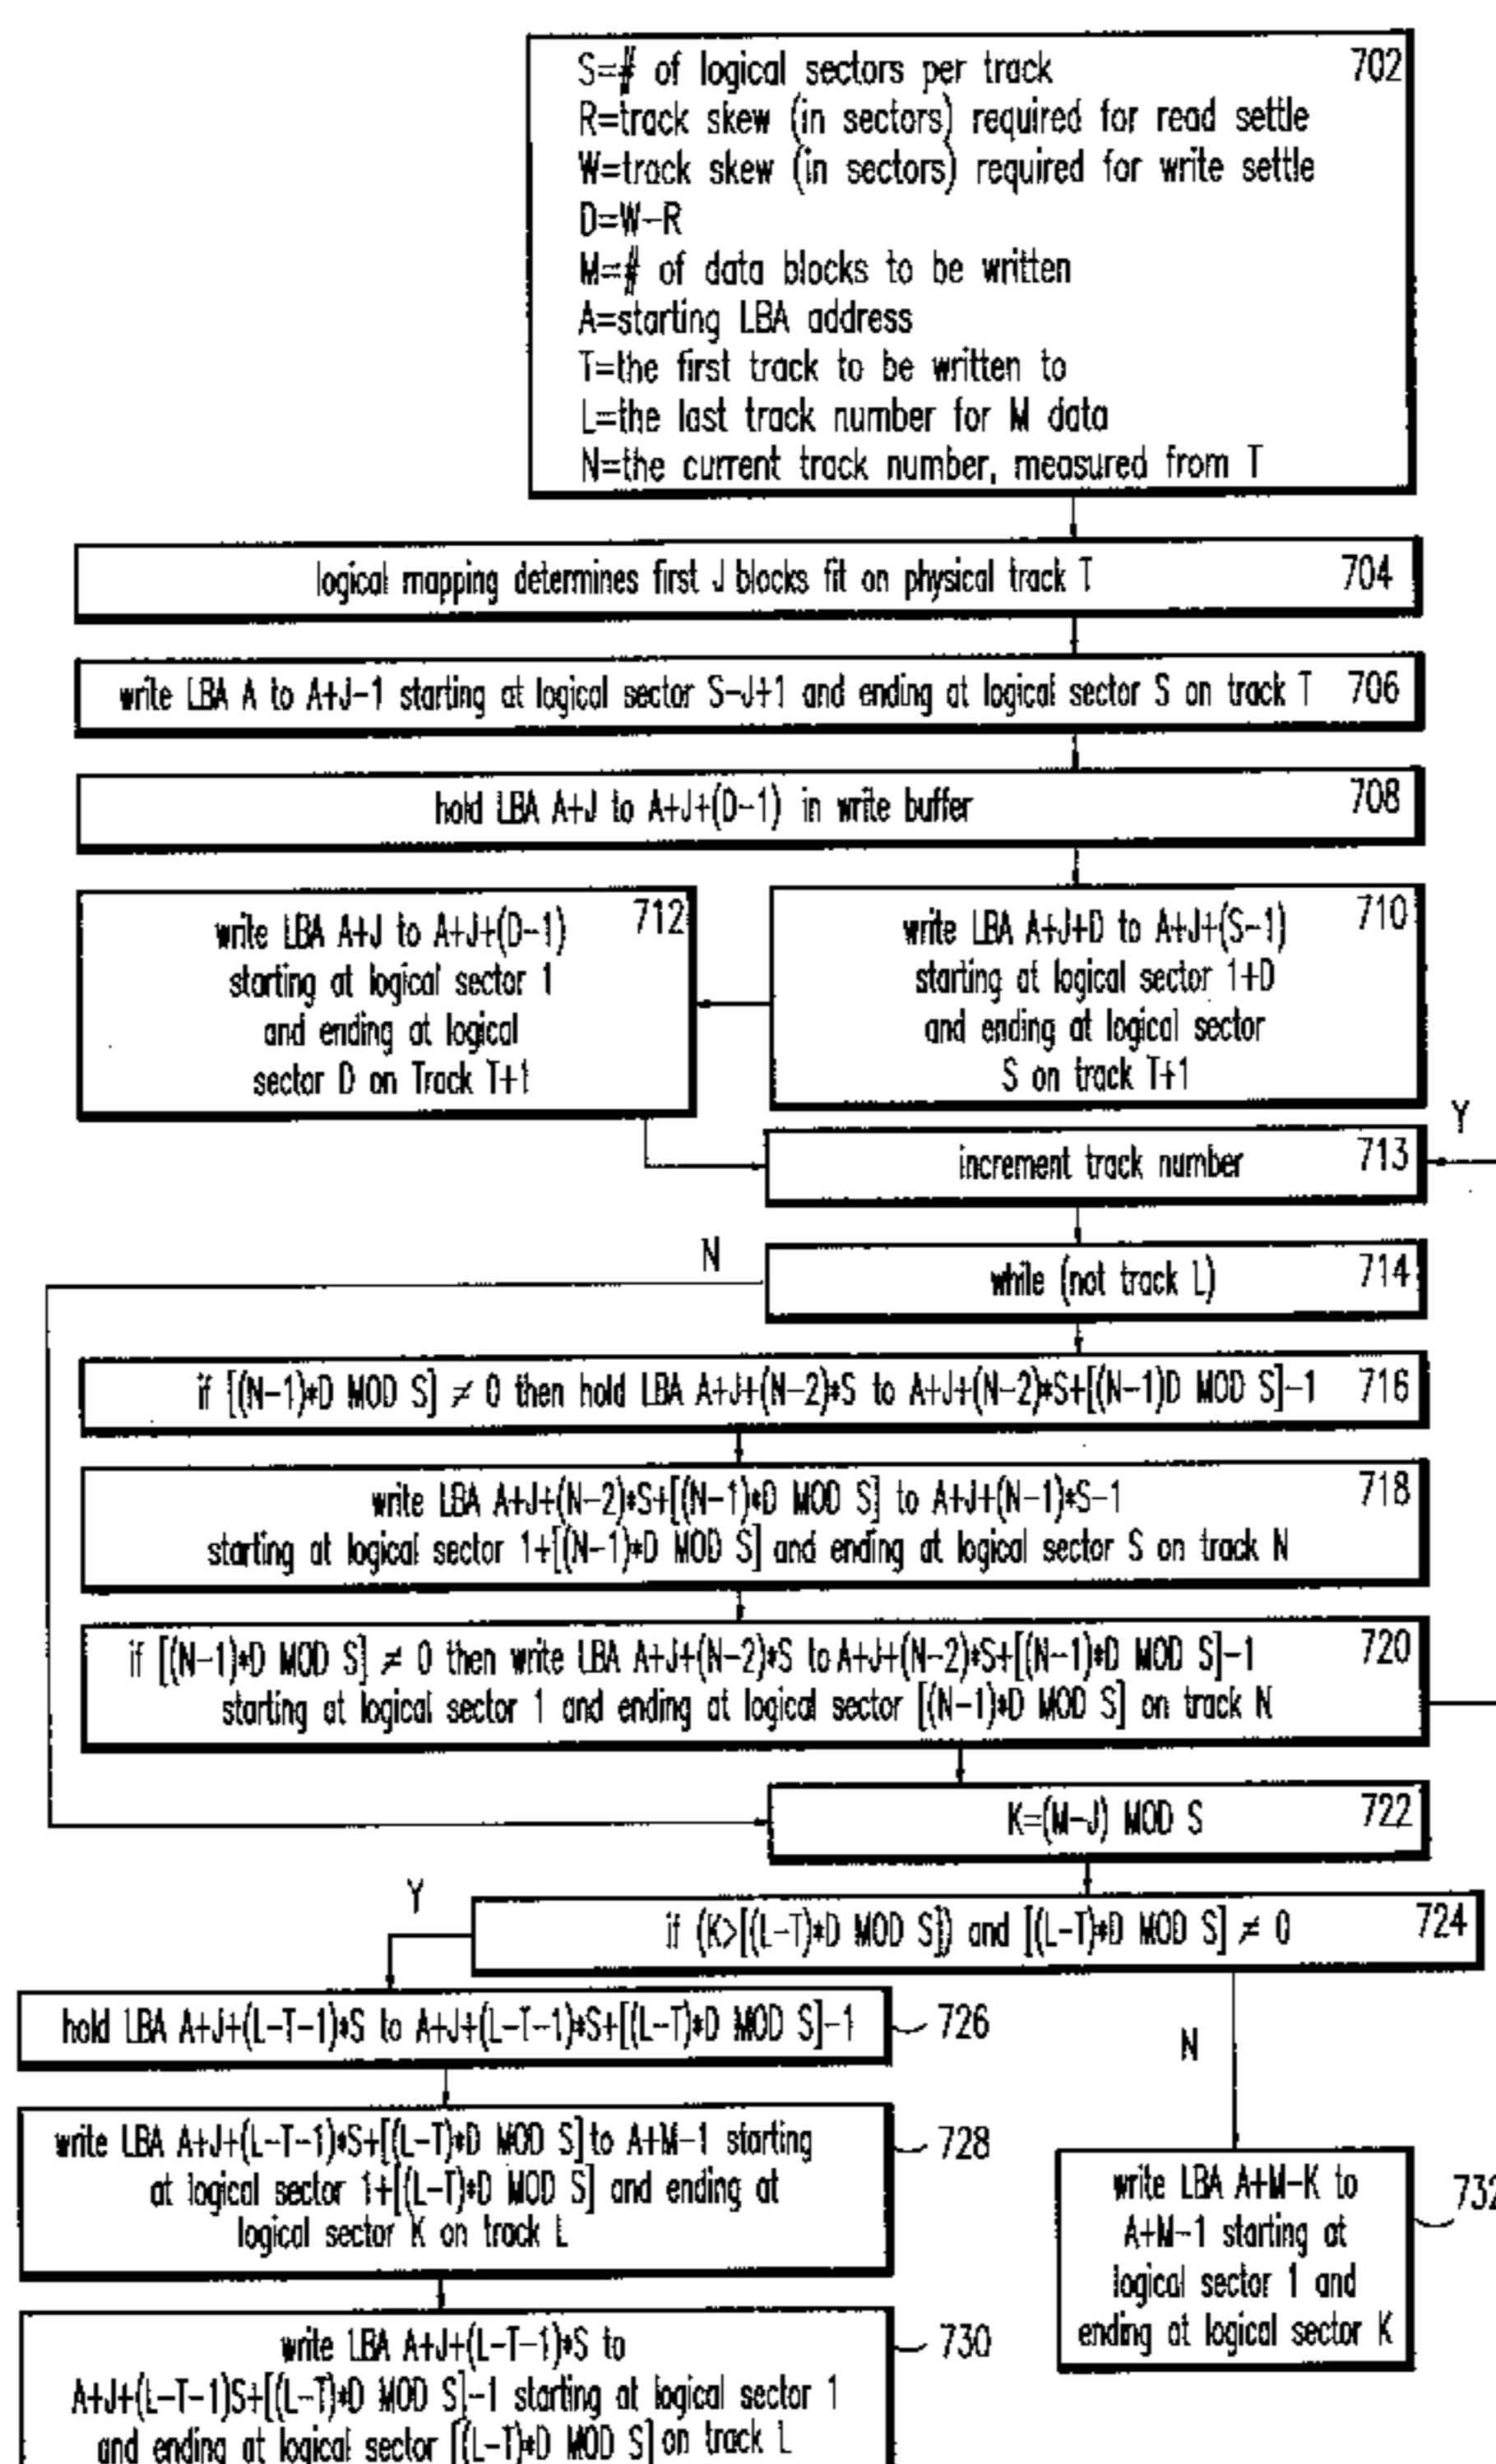 S=# of logical sectors per track
702
R=track skew (in sectors) required for read settle
W=track skew (in sectors) required for write settle
D=W-R
M=# of data blocks to be written
A=starting LBA address
T=the first track to be written to
L=the last track number for M data
N=the current track number, measured from T
logical mapping determines first J blocks fit on physical track T
704
write LBA A to A+J-1 starting at logical sector S-J+1 and ending at logical sector S on track T
706
hold LBA A+J to A+J+(D-1) in write buffer
708
write LBA A+J+D to A+J+(S-1)
710
starting at logical sector 1+D
and ending at logical sector
S on track T+1
write LBA A+J to A+J+(D-1)
712
starting at logical sector 1
and ending at logical
sector D on Track T+1
Y
increment track number
713
N
while (not track L)
714
if [(N-1)*D MOD S] ≠ 0 then hold LBA A+J+(N-2)*S to A+J+(N-2)*S+[(N-1)D MOD S]-1
716
write LBA A+J+(N-2)*S+[(N-1)*D MOD S] to A+J+(N-1)*S-1
718
starting at logical sector 1+[(N-1)*D MOD S] and ending at logical sector S on track N
if [(N-1)*D MOD S] ≠ 0 then write LBA A+J+(N-2)*S to A+J+(N-2)*S+[(N-1)*D MOD S]-1
720
starting at logical sector 1 and ending at logical sector [(N-1)*D MOD S] on track N
K=(M-J) MOD S
722
Y
if (K>[(L-T)*D MOD S]) and [(L-T)*D MOD S] ≠ 0
724
hold LBA A+J+(L-T-1)*S to A+J+(L-T-1)*S+[(L-T)*D MOD S]-1
726
N
write LBA A+J+(L-T-1)*S+[(L-T)*D MOD S] to A+M-1 starting
728
at logical sector 1+[(L-T)*D MOD S] and ending at
logical sector K on track L
write LBA A+M-K to
732
A+M-1 starting at
logical sector 1 and
ending at logical sector K
write LBA A+J+(L-T-1)*S to
730
A+J+(L-T-1)S+[(L-T)*D MOD S]-1 starting at logical sector 1
and ending at logical sector [(L-T)*D MOD S] on track L